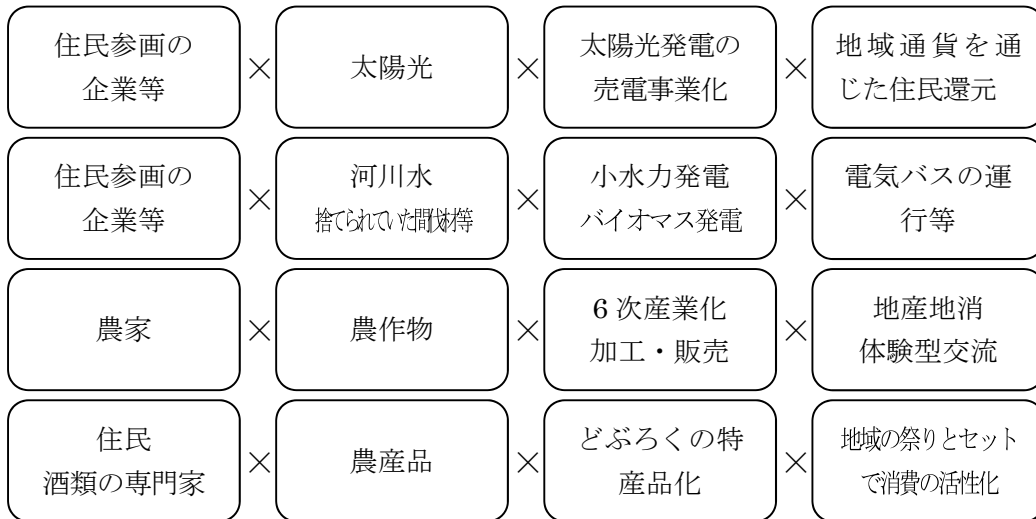 住民参画の
企業等
×
太陽光
×
太陽光発電の
売電事業化
×
地域通貨を通
じた住民還元
住民参画の
企業等
×
河川水
捨てられていた間伐材等
×
小水力発電
バイオマス発電
×
電気バスの運
行等
農家
×
農作物
×
6 次産業化
加工・販売
×
地産地消
体験型交流
住民
酒類の専門家
×
農産品
×
どぶろくの特
産品化
×
地域の祭りとセット
で消費の活性化